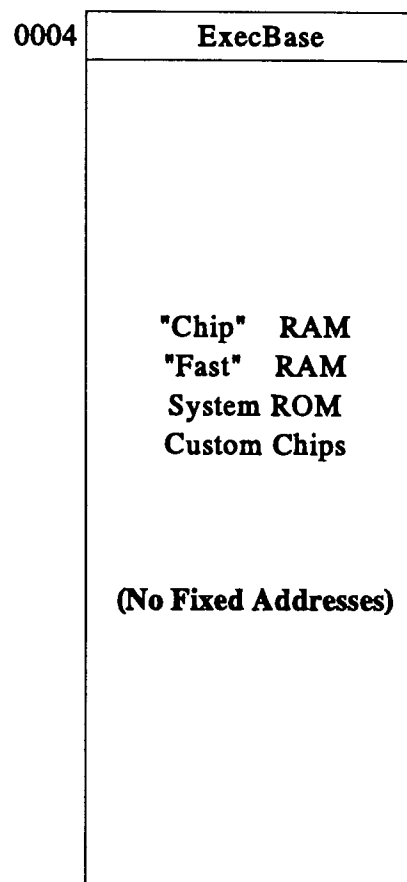 0004 ExecBase
"Chip" RAM
"Fast" RAM
System ROM
Custom Chips
(No Fixed Addresses)